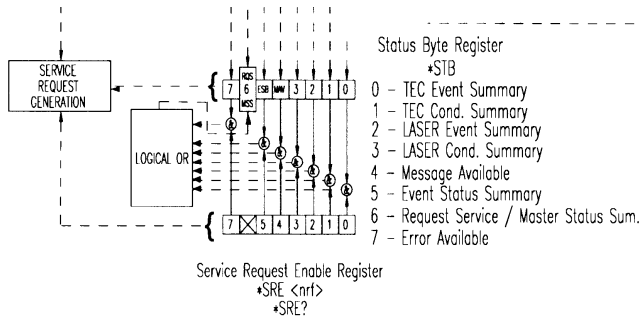 Status Byte Register
*STB
SERVICE
REQUEST
GENERATION
7 RQS 6 MSS ESB MAV 3 2 1 0
0 - TEC Event Summary
1 - TEC Cond. Summary
2 - LASER Event Summary
3 - LASER Cond. Summary
4 - Message Available
5 - Event Status Summary
6 - Request Service / Master Status Sum.
7 - Error Available
LOGICAL OR
& & & & & & &
7 5 4 3 2 1 0
Service Request Enable Register
*SRE <nrf>
*SRE?